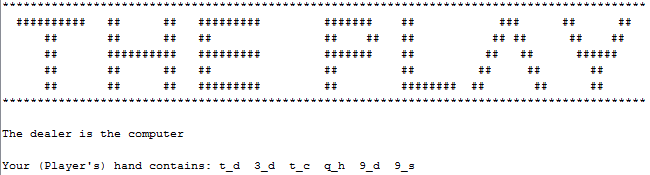 THE PLAY
The dealer is the computer
Your (Player's) hand contains: t_d 3_d t_c q_h 9_d 9_s